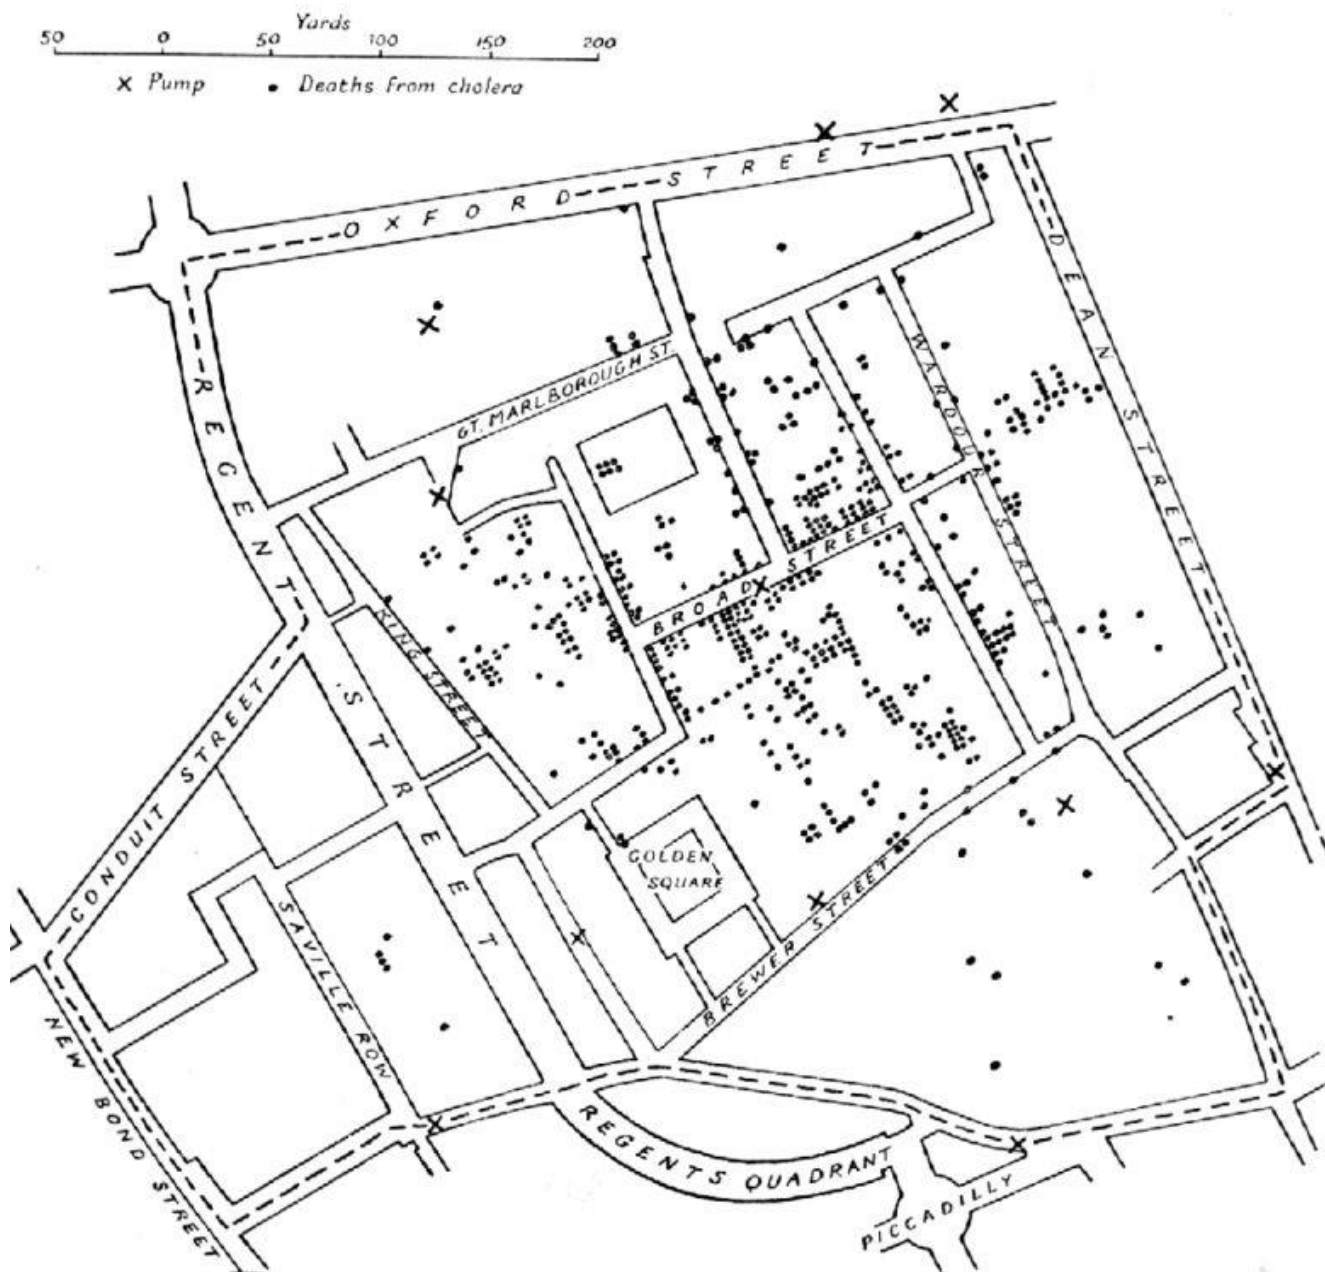 Yards
50 0 50 100 150 200
x Pump • Deaths from cholera
OXFORD STREET
DEAN STREET
REGENT STREET
GT. MARLBOROUGH ST.
WARDOUR STREET
BROAD STREET
KING STREET
CONDUIT STREET
GOLDEN
SQUARE
BREWER STREET
SAVILLE ROW
NEW BOND STREET
REGENTS QUADRANT
PICCADILLY